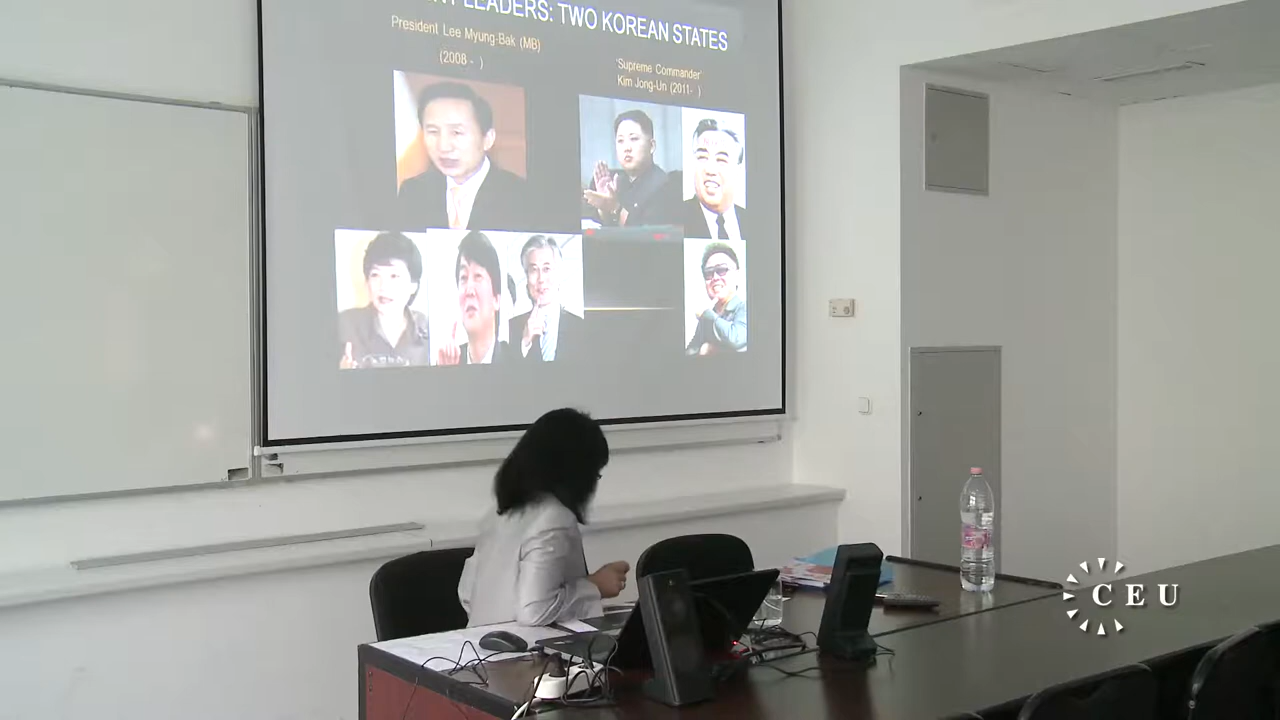 LEADERS: TWO KOREAN STATES
President Lee Myung-Bak (MB)
(2008 - )
'Supreme Commander'
Kim Jong-Un (2011- )
CEU